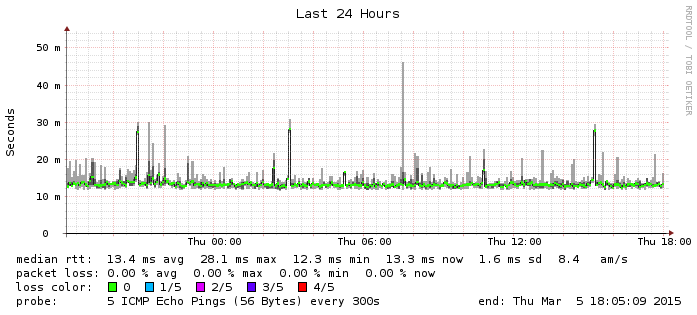 Last 24 Hours
RRDTOOL / TOBI OETIKER
Seconds
50 m
40 m
30 m
20 m
10 m
0
Thu 00:00 Thu 06:00 Thu 12:00 Thu 18:00
median rtt: 13.4 ms avg 28.1 ms max 12.3 ms min 13.3 ms now 1.6 ms sd 8.4 am/s
packet loss: 0.00 % avg 0.00 % max 0.00 % min 0.00 % now
loss color: 0 1/5 2/5 3/5 4/5
probe: 5 ICMP Echo Pings (56 Bytes) every 300s end: Thu Mar 5 18:05:09 2015